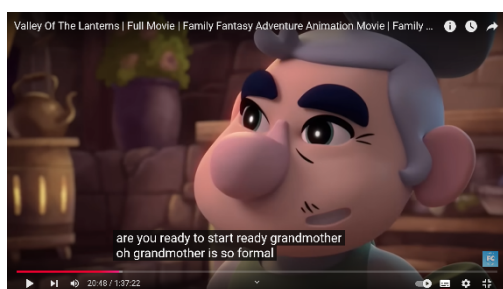 Valley Of The Lanterns | Full Movie | Family Fantasy Adventure Animation Movie | Family ...
are you ready to start ready grandmother
oh grandmother is so formal
FC
20:48 / 1:37:22